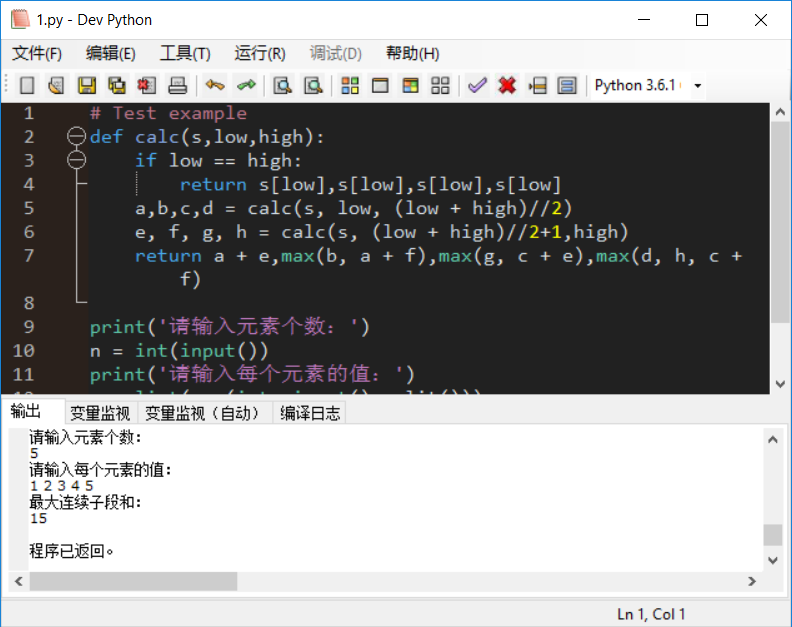 1.py - Dev Python
文件(F) 编辑(E) 工具(T) 运行(R) 调试(D) 帮助(H)
Python 3.6.1
1 # Test example
2 def calc(s,low,high):
3 if low == high:
4 return s[low],s[low],s[low],s[low]
5 a,b,c,d = calc(s, low, (low + high)//2)
6 e, f, g, h = calc(s, (low + high)//2+1,high)
7 return a + e,max(b, a + f),max(g, c + e),max(d, h, c +
f)
8
9 print('请输入元素个数：')
10 n = int(input())
11 print('请输入每个元素的值：')
输出 变量监视 变量监视（自动） 编译日志
请输入元素个数：
5
请输入每个元素的值：
1 2 3 4 5
最大连续子段和：
15
程序已返回。
Ln 1, Col 1